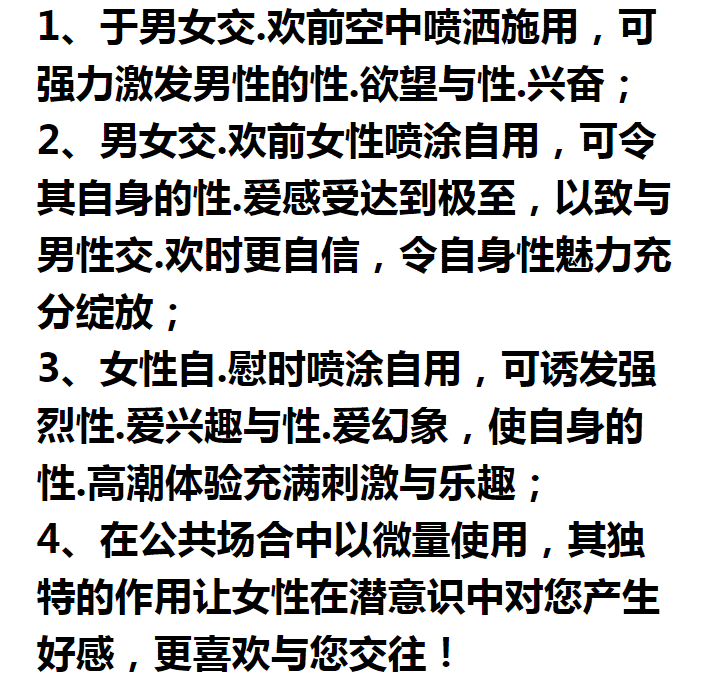 1、于男女交.欢前空中喷洒施用，可
强力激发男性的性.欲望与性.兴奋；
2、男女交.欢前女性喷涂自用，可令
其自身的性.爱感受达到极至，以致与
男性交.欢时更自信，令自身性魅力充
分绽放；
3、女性自.慰时喷涂自用，可诱发强
烈性.爱兴趣与性.爱幻象，使自身的
性.高潮体验充满刺激与乐趣；
4、在公共场合中以微量使用，其独
特的作用让女性在潜意识中对您产生
好感，更喜欢与您交往！